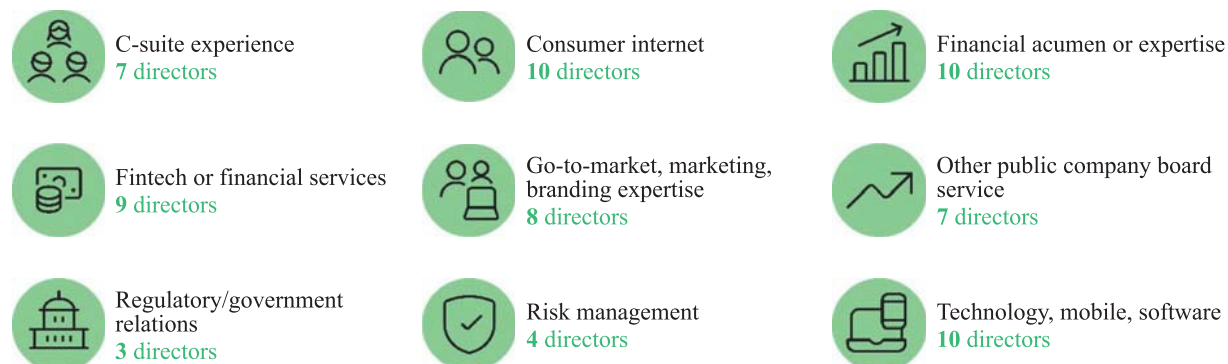 C-suite experience
7 directors
Consumer internet
10 directors
Financial acumen or expertise
10 directors
Fintech or financial services
9 directors
Go-to-market, marketing,
branding expertise
8 directors
Other public company board
service
7 directors
Regulatory/government
relations
3 directors
Risk management
4 directors
Technology, mobile, software
10 directors